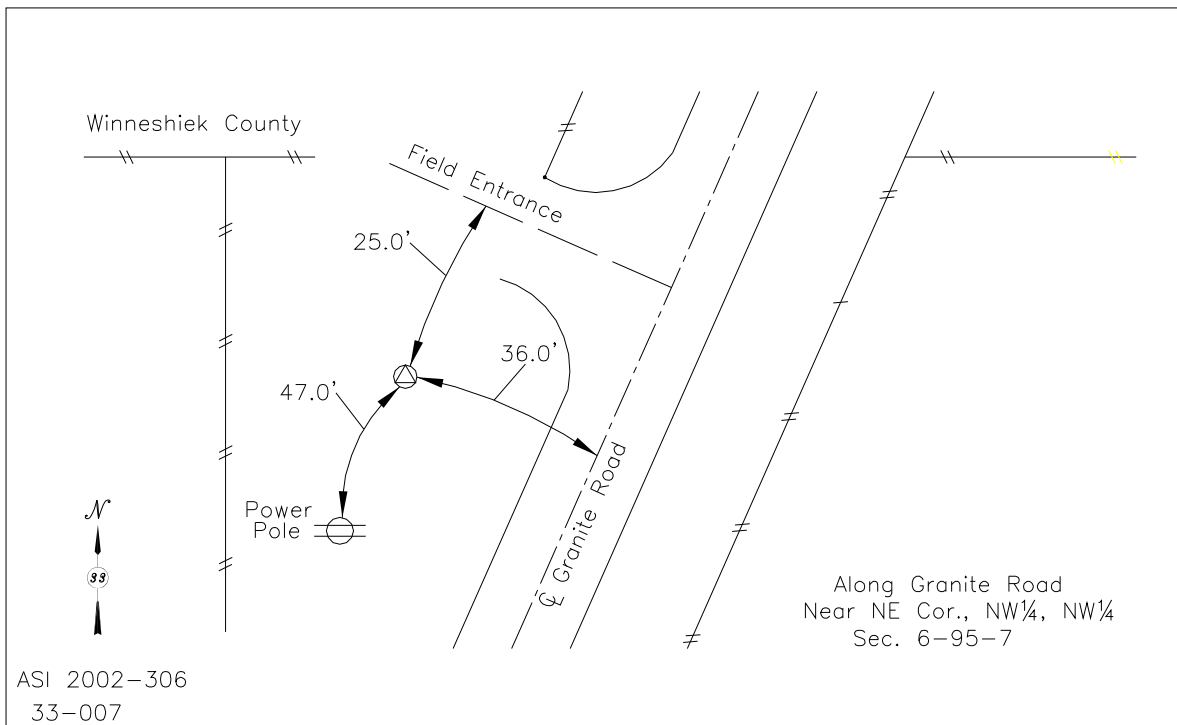 Winneshiek County
Field Entrance
25.0'
36.0'
47.0'
Power
Pole
N
33
℄ Granite Road
Along Granite Road
Near NE Cor., NW¼, NW¼
Sec. 6-95-7
ASI 2002-306
33-007